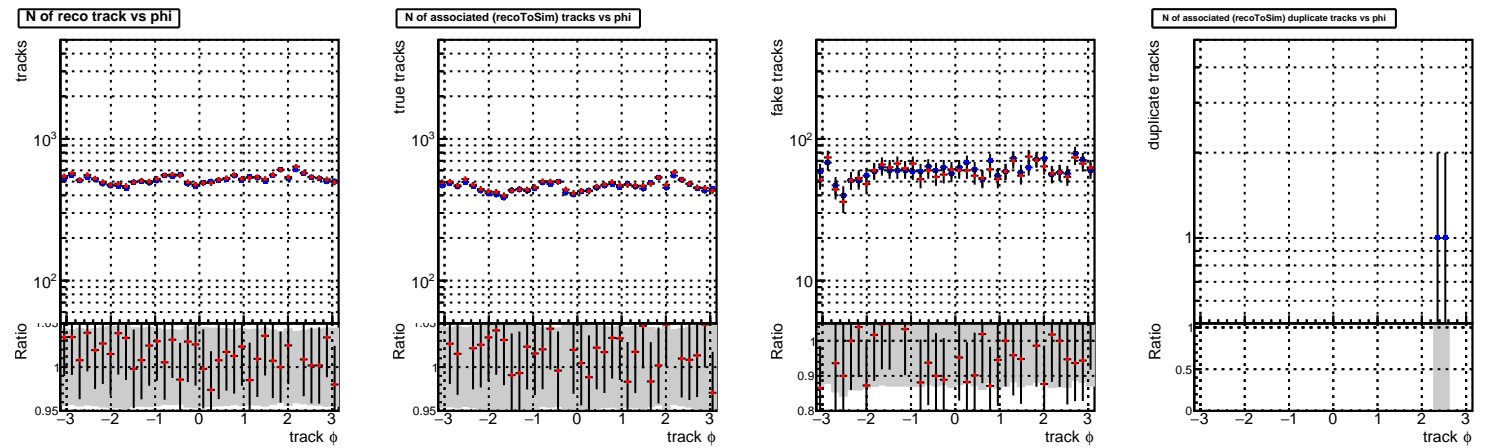 N of reco track vs phi
tracks
10³
10²
Ratio
1.05
1
0.95
−3 −2 −1 0 1 2 3
track ϕ
N of associated (recoToSim) tracks vs phi
true tracks
10³
10²
Ratio
1.05
1
0.95
−3 −2 −1 0 1 2 3
track ϕ
fake tracks
10²
10
Ratio
1
0.9
0.8
−3 −2 −1 0 1 2 3
track ϕ
N of associated (recoToSim) duplicate tracks vs phi
duplicate tracks
1
Ratio
1
0.5
0
−3 −2 −1 0 1 2 3
track ϕ